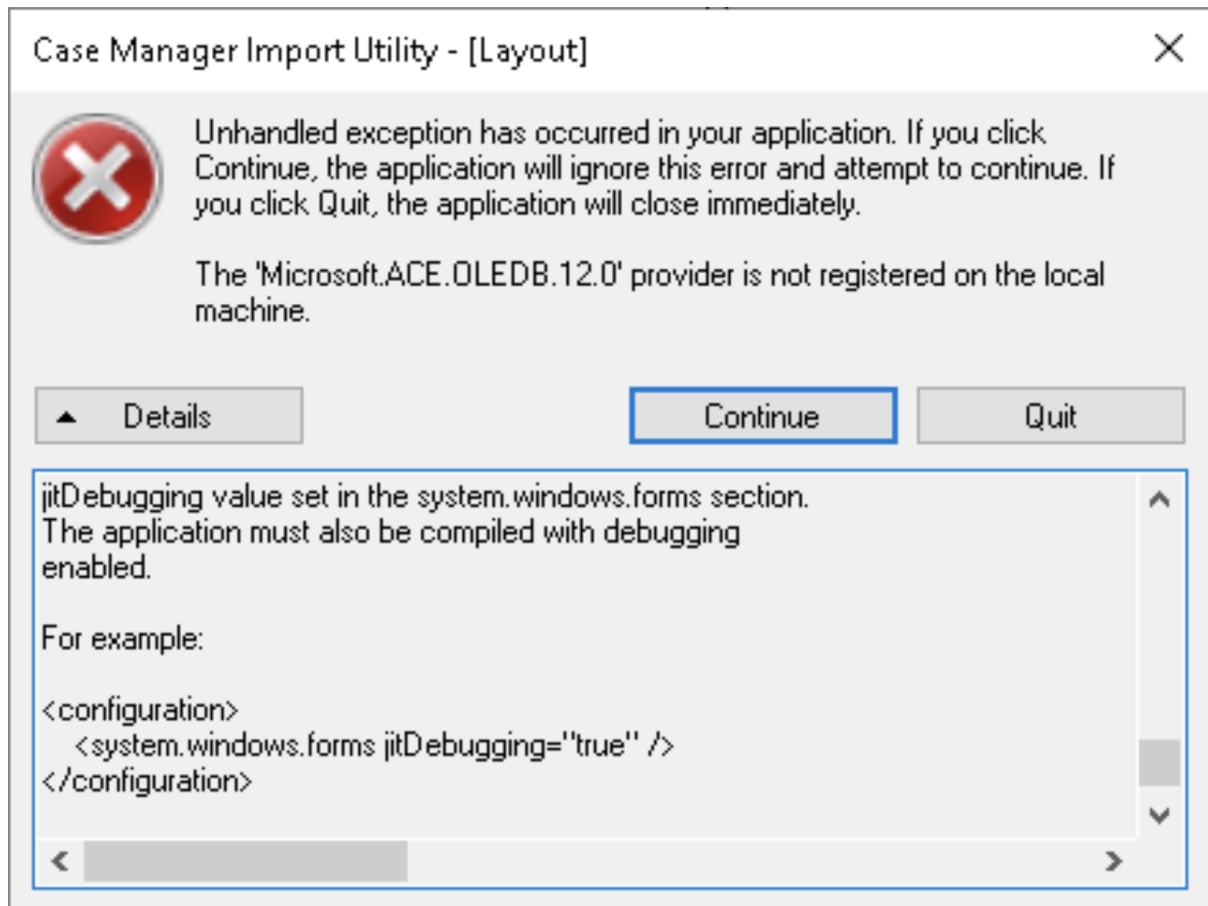 Case Manager Import Utility - [Layout]
Unhandled exception has occurred in your application. If you click
Continue, the application will ignore this error and attempt to continue. If
you click Quit, the application will close immediately.
The 'Microsoft.ACE.OLEDB.12.0' provider is not registered on the local
machine.
Details
Continue
Quit
jitDebugging value set in the system.windows.forms section.
The application must also be compiled with debugging
enabled.
For example:
<configuration>
<system.windows.forms jitDebugging="true" />
</configuration>